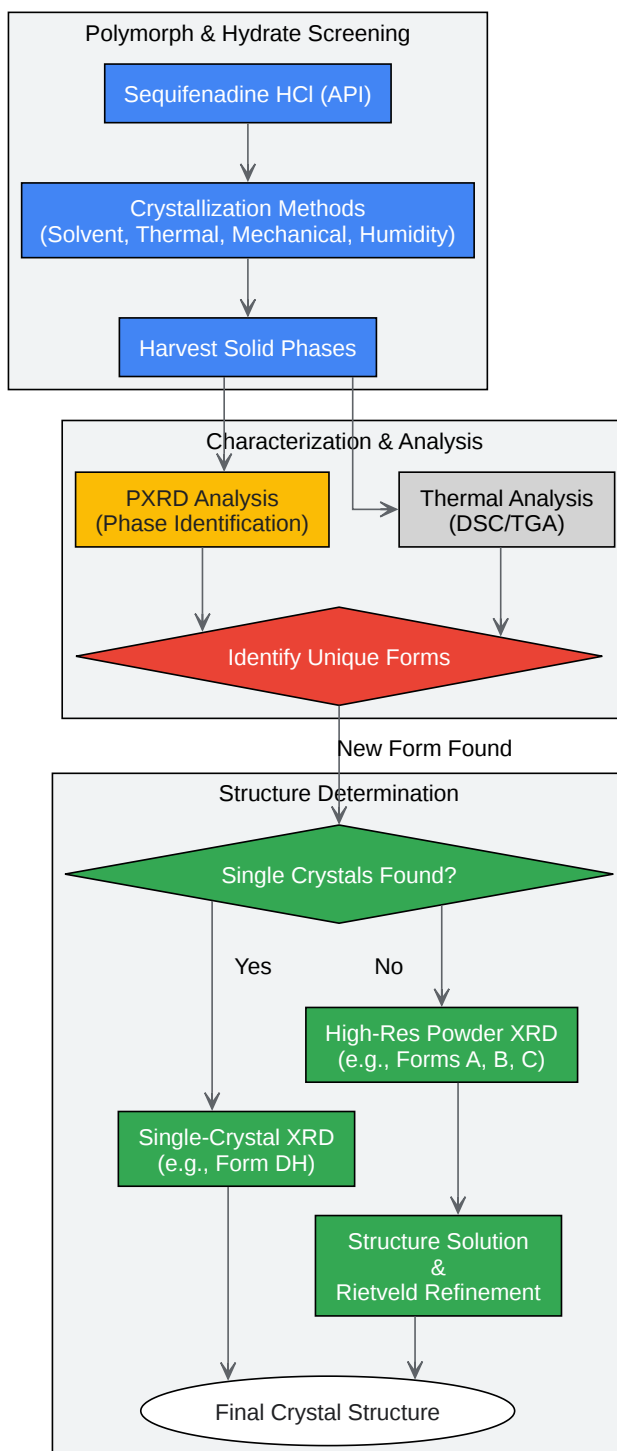 Polymorph & Hydrate Screening
Sequifenadine HCl (API)
Crystallization Methods
(Solvent, Thermal, Mechanical, Humidity)
Harvest Solid Phases
Characterization & Analysis
PXRD Analysis
(Phase Identification)
Thermal Analysis
(DSC/TGA)
Identify Unique Forms
New Form Found
Structure Determination
Single Crystals Found?
Yes
No
High-Res Powder XRD
(e.g., Forms A, B, C)
Single-Crystal XRD
(e.g., Form DH)
Structure Solution
&
Rietveld Refinement
Final Crystal Structure